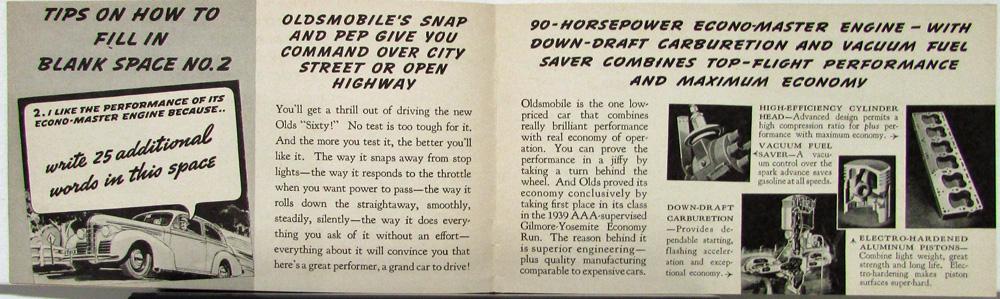 TIPS ON HOW TO
FILL IN
BLANK SPACE NO. 2
2. I LIKE THE PERFORMANCE OF ITS
ECONO-MASTER ENGINE BECAUSE..
write 25 additional
words in this space
OLDSMOBILE'S SNAP
AND PEP GIVE YOU
COMMAND OVER CITY
STREET OR OPEN
HIGHWAY
You'll get a thrill out of driving the new
Olds "Sixty!" No test is too tough for it.
And the more you test it, the better you'll
like it. The way it snaps away from stop
lights—the way it responds to the throttle
when you want power to pass—the way it
rolls down the straightaway, smoothly,
steadily, silently—the way it does every-
thing you ask of it without an effort—
everything about it will convince you that
here's a great performer, a grand car to drive!
90-HORSEPOWER ECONO-MASTER ENGINE — WITH
DOWN-DRAFT CARBURETION AND VACUUM FUEL
SAVER COMBINES TOP-FLIGHT PERFORMANCE
AND MAXIMUM ECONOMY
Oldsmobile is the one low-
priced car that combines
really brilliant performance
with real economy of oper-
ation. You can prove the
performance in a jiffy by
taking a turn behind the
wheel. And Olds proved its
economy conclusively by
taking first place in its class
in the 1939 AAA-supervised
Gilmore-Yosemite Economy
Run. The reason behind it
is superior engineering—
plus quality manufacturing
comparable to expensive cars.
HIGH-EFFICIENCY CYLINDER
HEAD—Advanced design permits a
high compression ratio for plus per-
formance with maximum economy.
VACUUM FUEL
SAVER—A vacu-
um control over the
spark advance saves
gasoline at all speeds.
DOWN-DRAFT
CARBURETION
—Provides de-
pendable starting,
flashing acceler-
ation and excep-
tional economy.
ELECTRO-HARDENED
ALUMINUM PISTONS—
Combine light weight, great
strength and long life. Elec-
tro-hardening makes piston
surfaces super-hard.